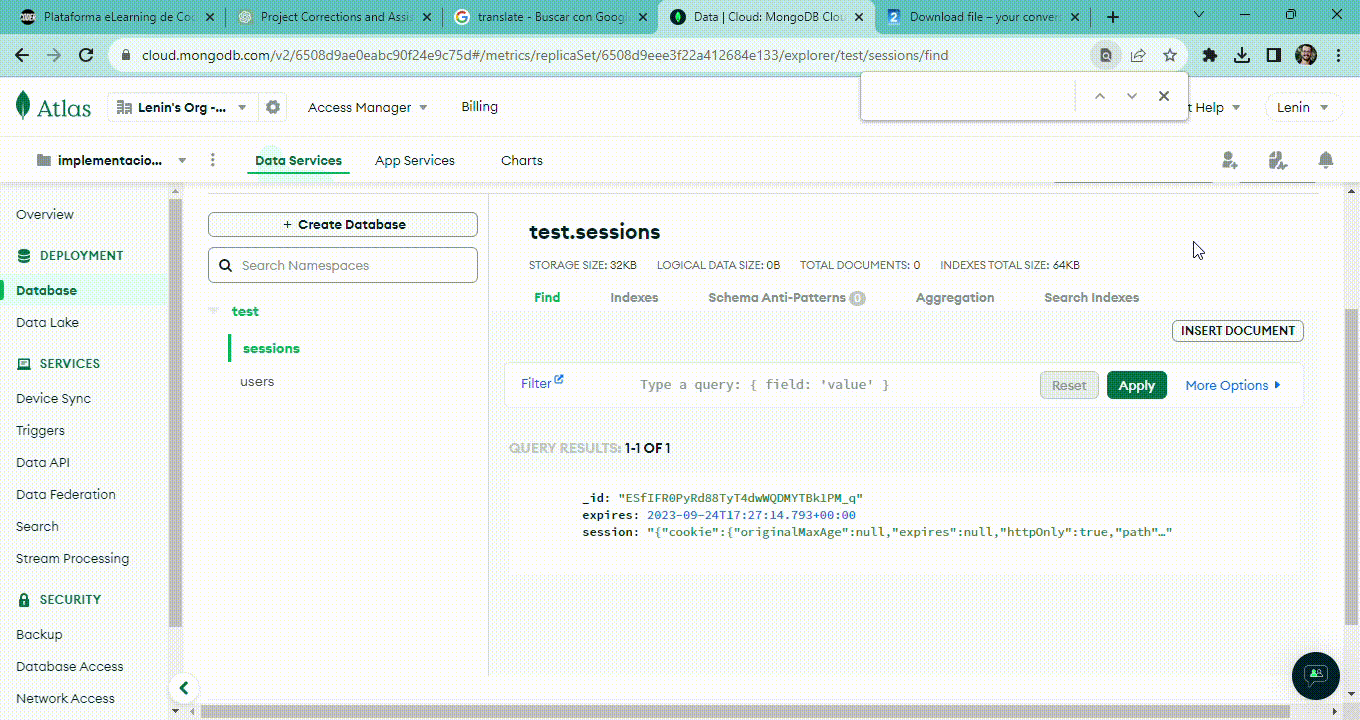 Plataforma eLearning de Cod
Project Corrections and Assis
translate - Buscar con Google
Data | Cloud: MongoDB Clou
Download file – your convers
cloud.mongodb.com/v2/6508d9ae0eabc90f24e9c75d#/metrics/replicaSet/6508d9eee3f22a412684e133/explorer/test/sessions/find
Atlas
Lenin's Org -...
Access Manager
Billing
t Help
Lenin
implementacio...
Data Services
App Services
Charts
Overview
DEPLOYMENT
Database
Data Lake
SERVICES
Device Sync
Triggers
Data API
Data Federation
Search
Stream Processing
SECURITY
Backup
Database Access
Network Access
+ Create Database
Search Namespaces
test
sessions
users
test.sessions
STORAGE SIZE: 32KB LOGICAL DATA SIZE: 0B TOTAL DOCUMENTS: 0 INDEXES TOTAL SIZE: 64KB
Find Indexes Schema Anti-Patterns 0 Aggregation Search Indexes
INSERT DOCUMENT
Filter Type a query: { field: 'value' } Reset Apply More Options
QUERY RESULTS: 1-1 OF 1
_id: "ESfIFR0PyRd88TyT4dwWQDMYTBk1PM_q"
expires: 2023-09-24T17:27:14.793+00:00
session: "{"cookie":{"originalMaxAge":null,"expires":null,"httpOnly":true,"path"…"